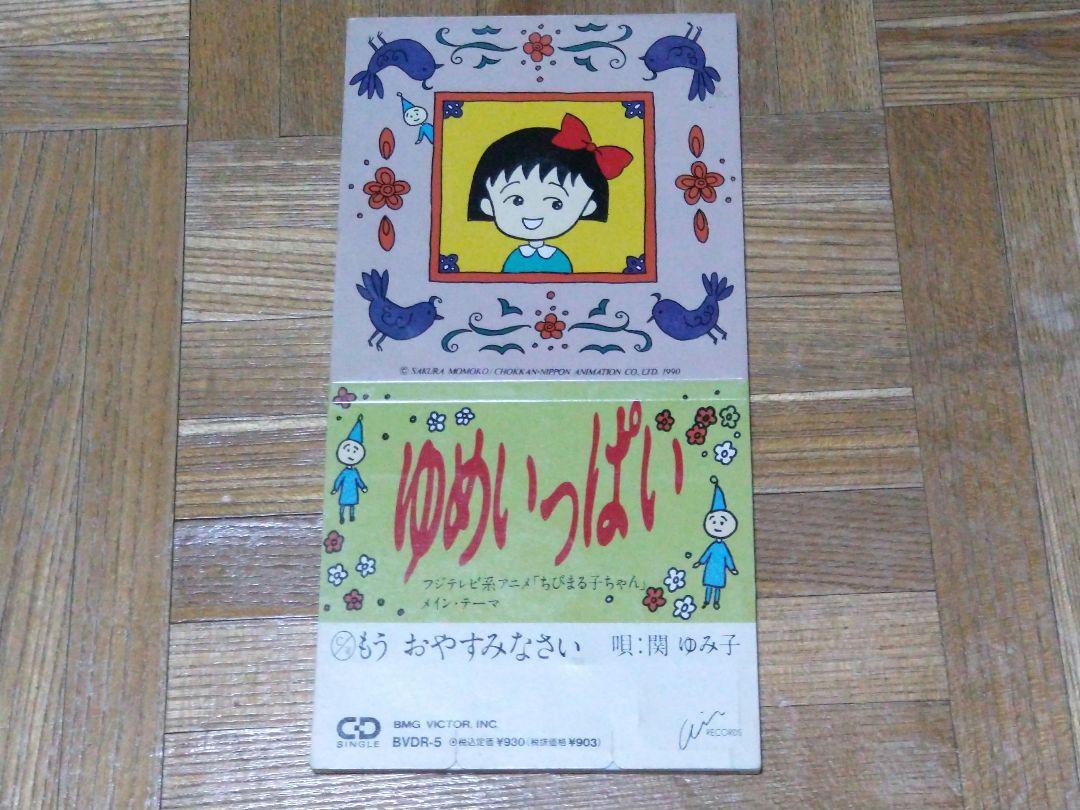 © SAKURA MOMOKO/CHOKKAN•NIPPON ANIMATION CO., LTD. 1990
ゆめいっぱい
フジテレビ系アニメ「ちびまる子ちゃん」
メイン・テーマ
C/W もう おやすみなさい 唄:関 ゆみ子
CD SINGLE
BMG VICTOR, INC.
BVDR-5 税込定価¥930(税抜価格¥903)
RECORDS